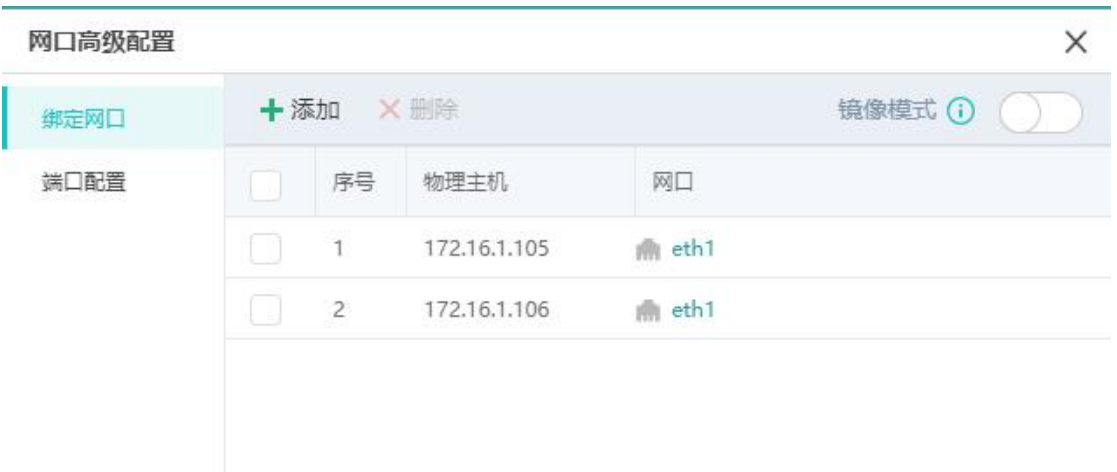 网口高级配置
绑定网口
端口配置
添加 删除 镜像模式
序号 物理主机 网口
1 172.16.1.105 eth1
2 172.16.1.106 eth1